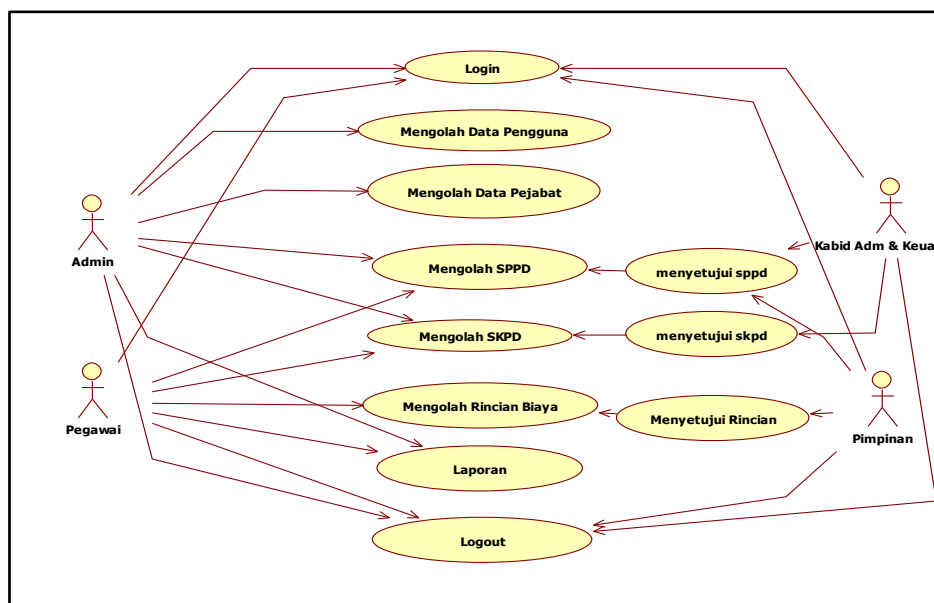 Login
Mengolah Data Pengguna
Mengolah Data Pejabat
Admin
Kabid Adm & Keua
Mengolah SPPD
menyetujui sppd
Mengolah SKPD
menyetujui skpd
Mengolah Rincian Biaya
Menyetujui Rincian
Pegawai
Pimpinan
Laporan
Logout